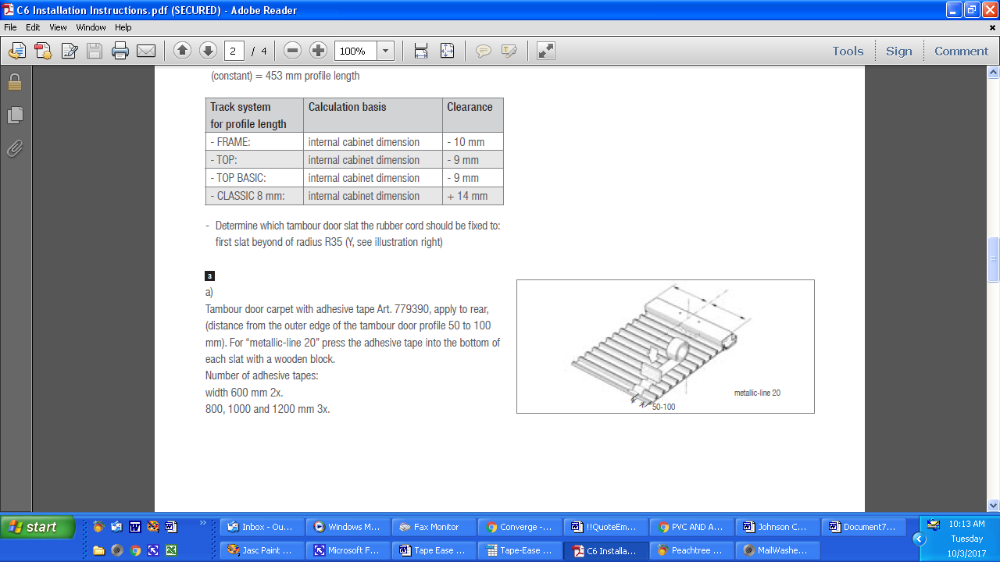 C6 Installation Instructions.pdf (SECURED) - Adobe Reader
File Edit View Window Help
2 / 4 100% Tools Sign Comment
(constant) = 453 mm profile length
Track system for profile length Calculation basis Clearance
- FRAME: internal cabinet dimension - 10 mm
- TOP: internal cabinet dimension - 9 mm
- TOP BASIC: internal cabinet dimension - 9 mm
- CLASSIC 8 mm: internal cabinet dimension + 14 mm
- Determine which tambour door slat the rubber cord should be fixed to:
first slat beyond of radius R35 (Y, see illustration right)
3
a)
Tambour door carpet with adhesive tape Art. 779390, apply to rear,
(distance from the outer edge of the tambour door profile 50 to 100
mm). For “metallic-line 20” press the adhesive tape into the bottom of
each slat with a wooden block.
Number of adhesive tapes:
width 600 mm 2x.
800, 1000 and 1200 mm 3x.
metallic-line 20
50-100
start
Inbox - Ou... Windows M... Fax Monitor Converge -... !!QuoteEm... PVC AND A... Johnson C... Document7...
Jasc Paint ... Microsoft F... Tape Ease ... Tape-Ease ... C6 Installa... Peachtree ... MailWashe...
10:13 AM
Tuesday
10/3/2017